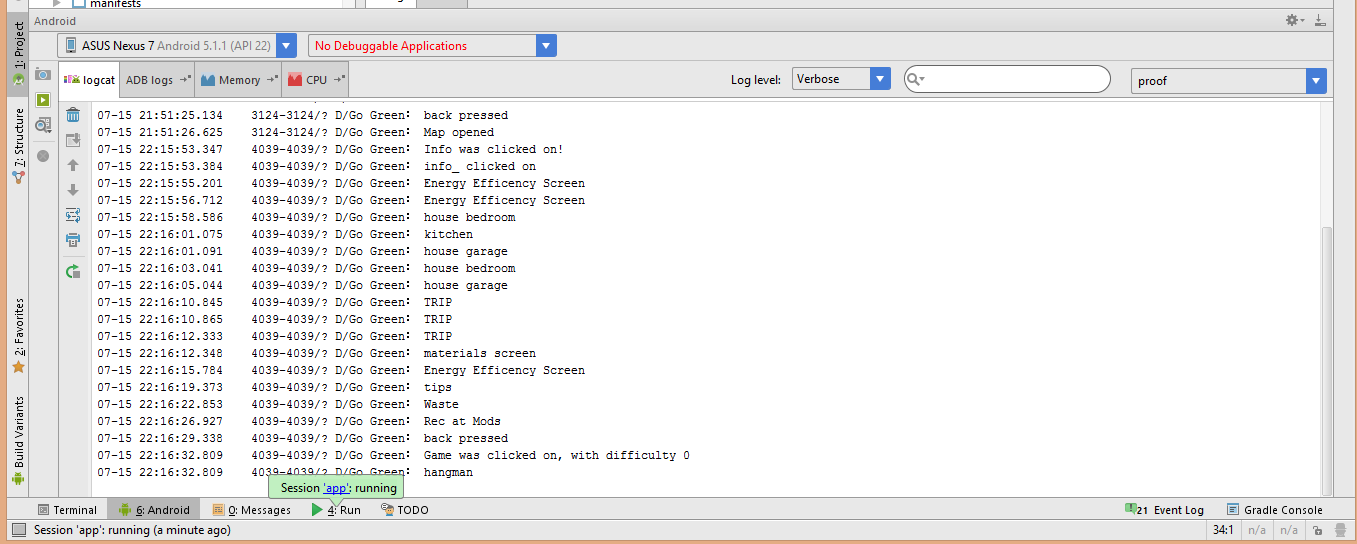 manifests
Android
1: Project
ASUS Nexus 7 Android 5.1.1 (API 22)
No Debuggable Applications
logcat
ADB logs
Memory
CPU
Log level:
Verbose
proof
07-15 21:51:25.134 3124-3124/? D/Go Green: back pressed
07-15 21:51:26.625 3124-3124/? D/Go Green: Map opened
07-15 22:15:53.347 4039-4039/? D/Go Green: Info was clicked on!
07-15 22:15:53.384 4039-4039/? D/Go Green: info_ clicked on
07-15 22:15:55.201 4039-4039/? D/Go Green: Energy Efficency Screen
07-15 22:15:56.712 4039-4039/? D/Go Green: Energy Efficency Screen
07-15 22:15:58.586 4039-4039/? D/Go Green: house bedroom
07-15 22:16:01.075 4039-4039/? D/Go Green: kitchen
07-15 22:16:01.091 4039-4039/? D/Go Green: house garage
07-15 22:16:03.041 4039-4039/? D/Go Green: house bedroom
07-15 22:16:05.044 4039-4039/? D/Go Green: house garage
07-15 22:16:10.845 4039-4039/? D/Go Green: TRIP
07-15 22:16:10.865 4039-4039/? D/Go Green: TRIP
07-15 22:16:12.333 4039-4039/? D/Go Green: TRIP
07-15 22:16:12.348 4039-4039/? D/Go Green: materials screen
07-15 22:16:15.784 4039-4039/? D/Go Green: Energy Efficency Screen
07-15 22:16:19.373 4039-4039/? D/Go Green: tips
07-15 22:16:22.853 4039-4039/? D/Go Green: Waste
07-15 22:16:26.927 4039-4039/? D/Go Green: Rec at Mods
07-15 22:16:29.338 4039-4039/? D/Go Green: back pressed
07-15 22:16:32.809 4039-4039/? D/Go Green: Game was clicked on, with difficulty 0
07-15 22:16:32.809 4039-4039/? D/Go Green: hangman
7: Structure
2: Favorites
Build Variants
Session 'app': running
Terminal
6: Android
0: Messages
4: Run
TODO
21 Event Log
Gradle Console
Session 'app': running (a minute ago)
34:1
n/a
n/a